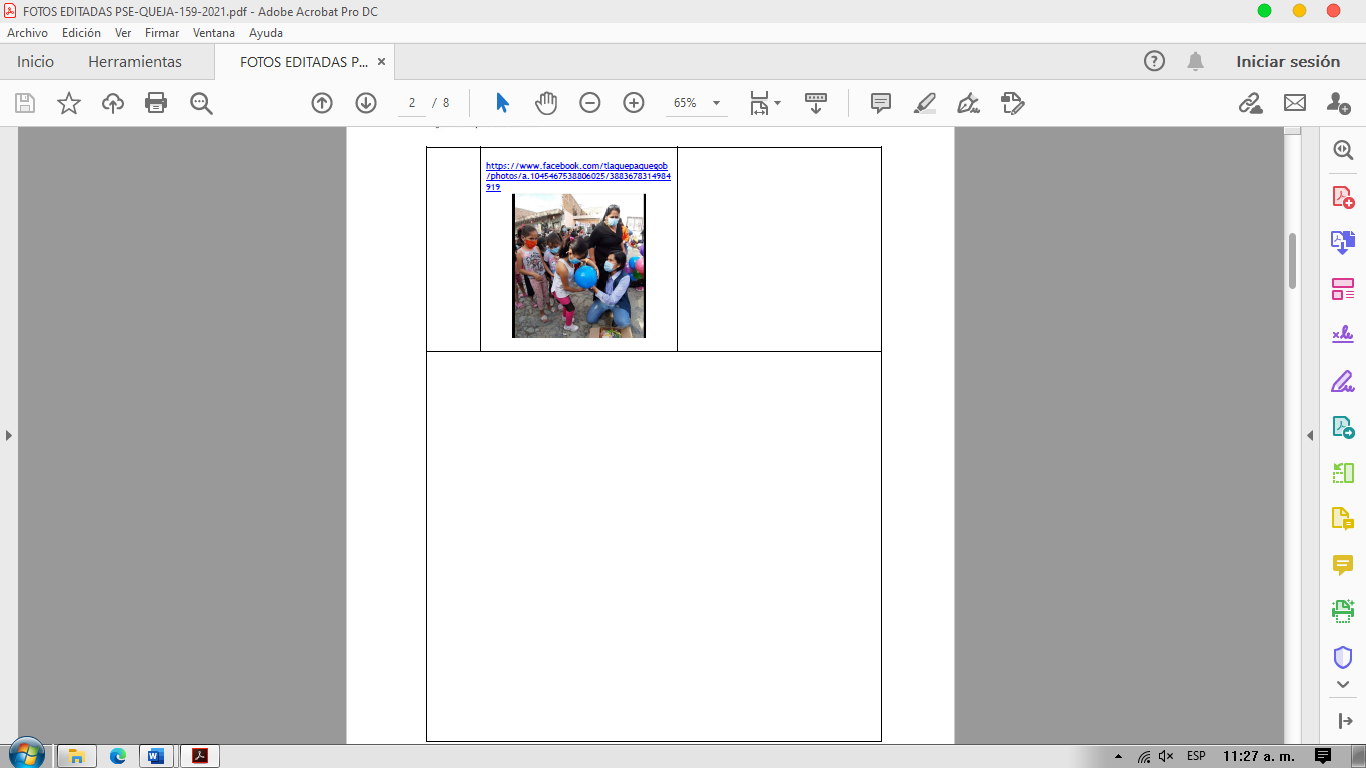 FOTOS EDITADAS PSE-QUEJA-159-2021.pdf - Adobe Acrobat Pro DC
Archivo Edición Ver Firmar Ventana Ayuda
Inicio Herramientas FOTOS EDITADAS P... × Iniciar sesión
2 / 8 65%
https://www.facebook.com/tlaquepaquegob
/photos/a.1045467538806025/3883678314984
919
ESP 11:27 a. m.